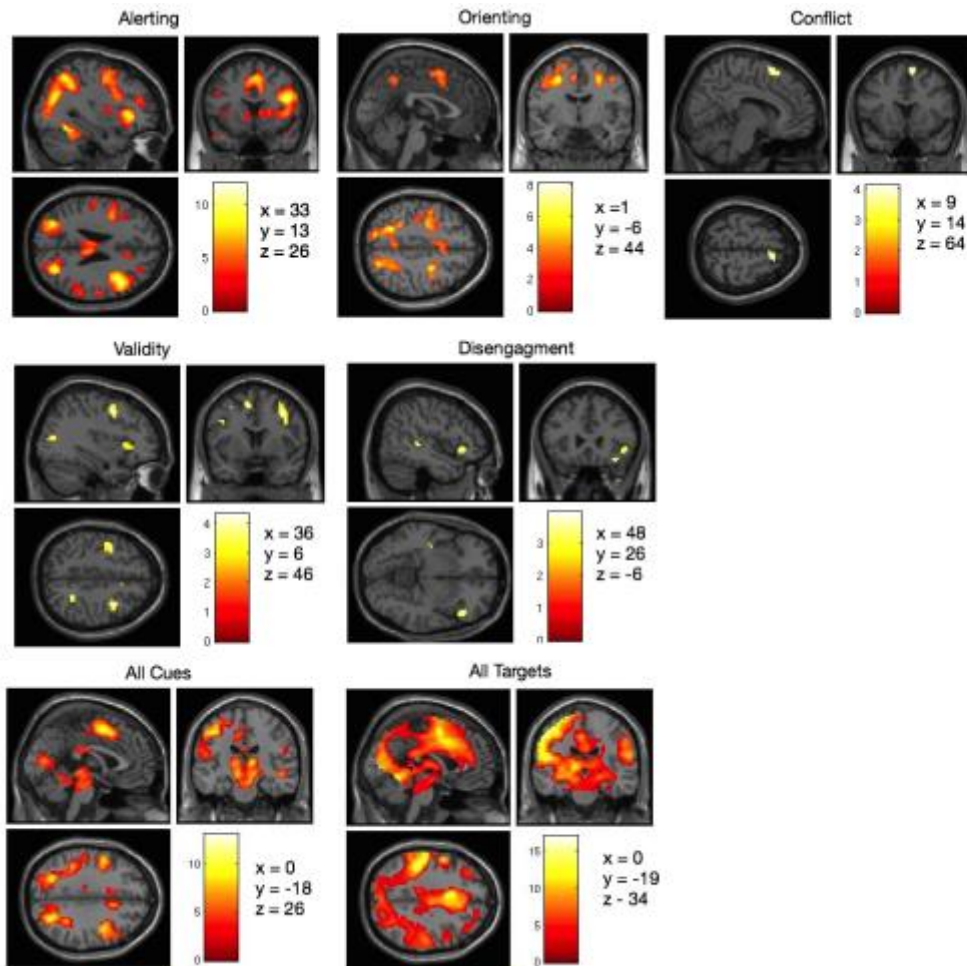 Alerting
Orienting
Conflict
10
5
0
x = 33
y = 13
z = 26
8
6
4
2
0
x =1
y = -6
z = 44
4
3
2
1
0
x = 9
y = 14
z = 64
Validity
Disengagment
4
3
2
1
0
x = 36
y = 6
z = 46
3
2
1
0
x = 48
y = 26
z = -6
All Cues
All Targets
10
5
0
x = 0
y = -18
z = 26
15
10
5
0
x = 0
y = -19
z - 34